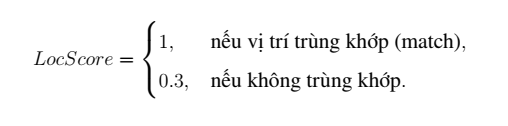 LocScore = { 1, nếu vị trí trùng khớp (match),
0.3, nếu không trùng khớp.